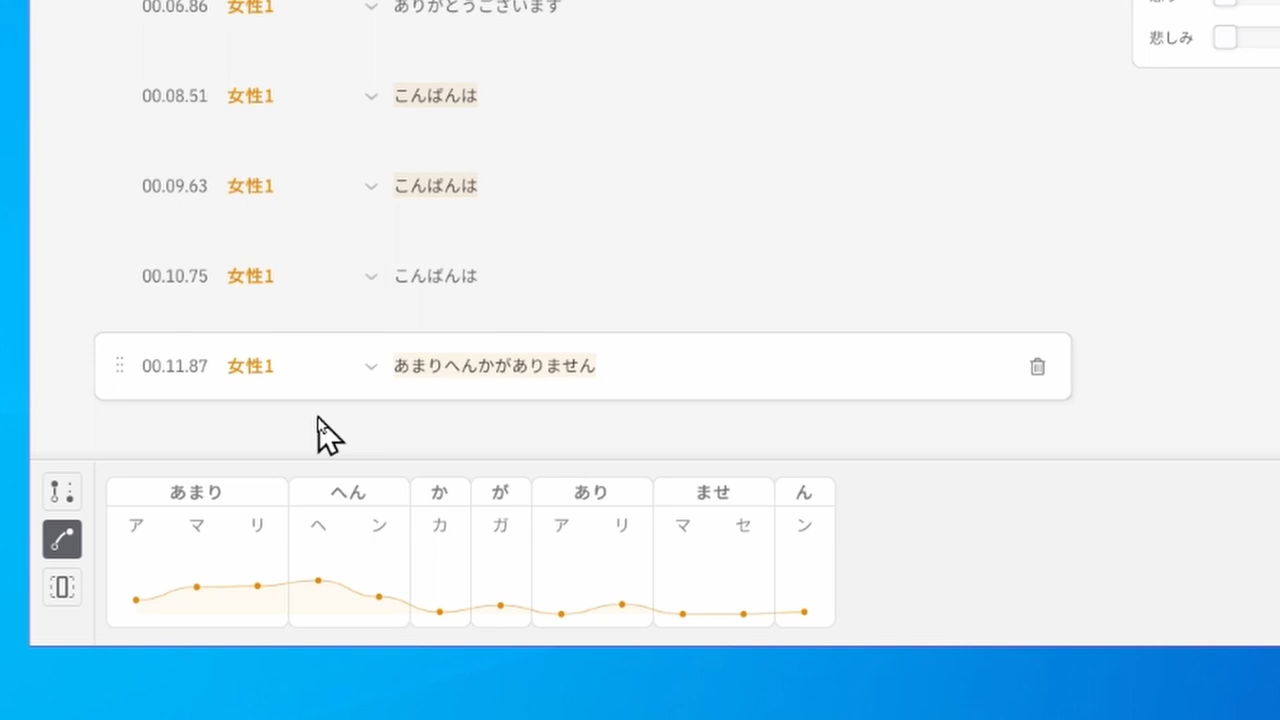 00.06.86 女性1 ありがとうございます
悲しみ
00.08.51 女性1 こんばんは
00.09.63 女性1 こんばんは
00.10.75 女性1 こんばんは
00.11.87 女性1 あまりへんかがありません
あまり へん か が あり ませ ん
ア マ リ ヘ ン カ ガ ア リ マ セ ン